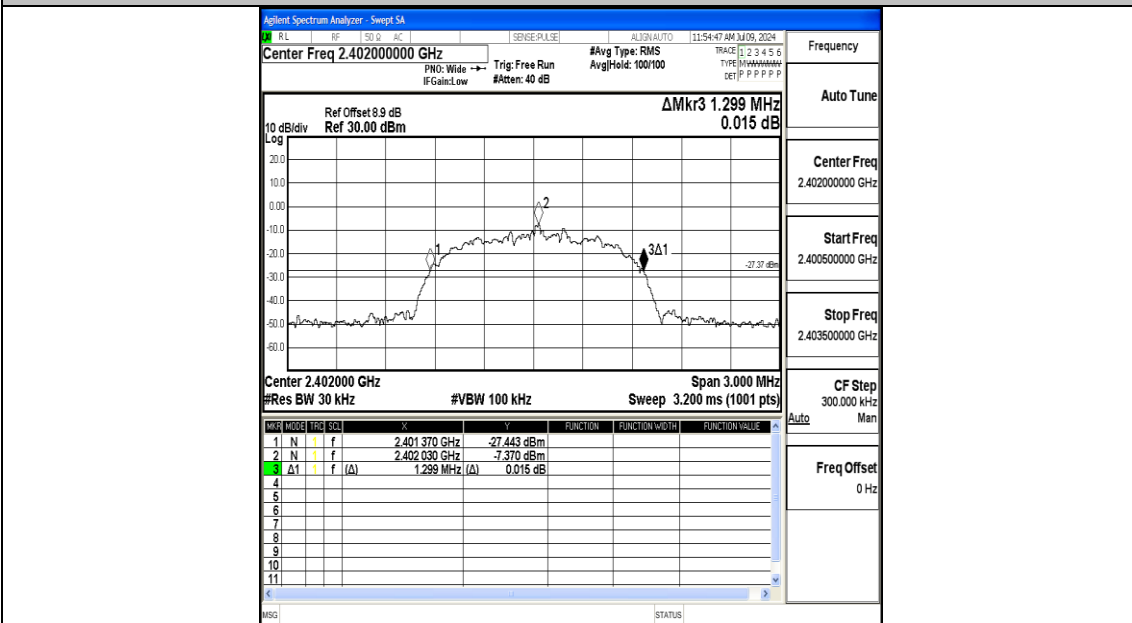 Agilent Spectrum Analyzer - Swept SA
RL RF 50 Ω AC SENSE:PULSE ALIGN AUTO 11:54:47 AM Jul 09, 2024
Center Freq 2.402000000 GHz
PNO: Wide
IFGain:Low
Trig: Free Run
#Atten: 40 dB
#Avg Type: RMS
Avg|Hold: 100/100
TRACE 1 2 3 4 5 6
TYPE
DET P P P P P P
Ref Offset 8.9 dB
Ref 30.00 dBm
10 dB/div
Log
ΔMkr3 1.299 MHz
0.015 dB
20.0
10.0
0.00
-10.0
-20.0
-30.0
-40.0
-50.0
-60.0
1
2
3Δ1
-27.37 dBm
Center 2.402000 GHz Span 3.000 MHz
#Res BW 30 kHz #VBW 100 kHz Sweep 3.200 ms (1001 pts)
MKR MODE TRC SCL X Y FUNCTION FUNCTION WIDTH FUNCTION VALUE
1 N 1 f 2.401 370 GHz -27.443 dBm
2 N 1 f 2.402 030 GHz -7.370 dBm
3 Δ1 1 f (Δ) 1.299 MHz (Δ) 0.015 dB
4
5
6
7
8
9
10
11
MSG STATUS
Frequency
Auto Tune
Center Freq
2.402000000 GHz
Start Freq
2.400500000 GHz
Stop Freq
2.403500000 GHz
CF Step
300.000 kHz
Auto Man
Freq Offset
0 Hz